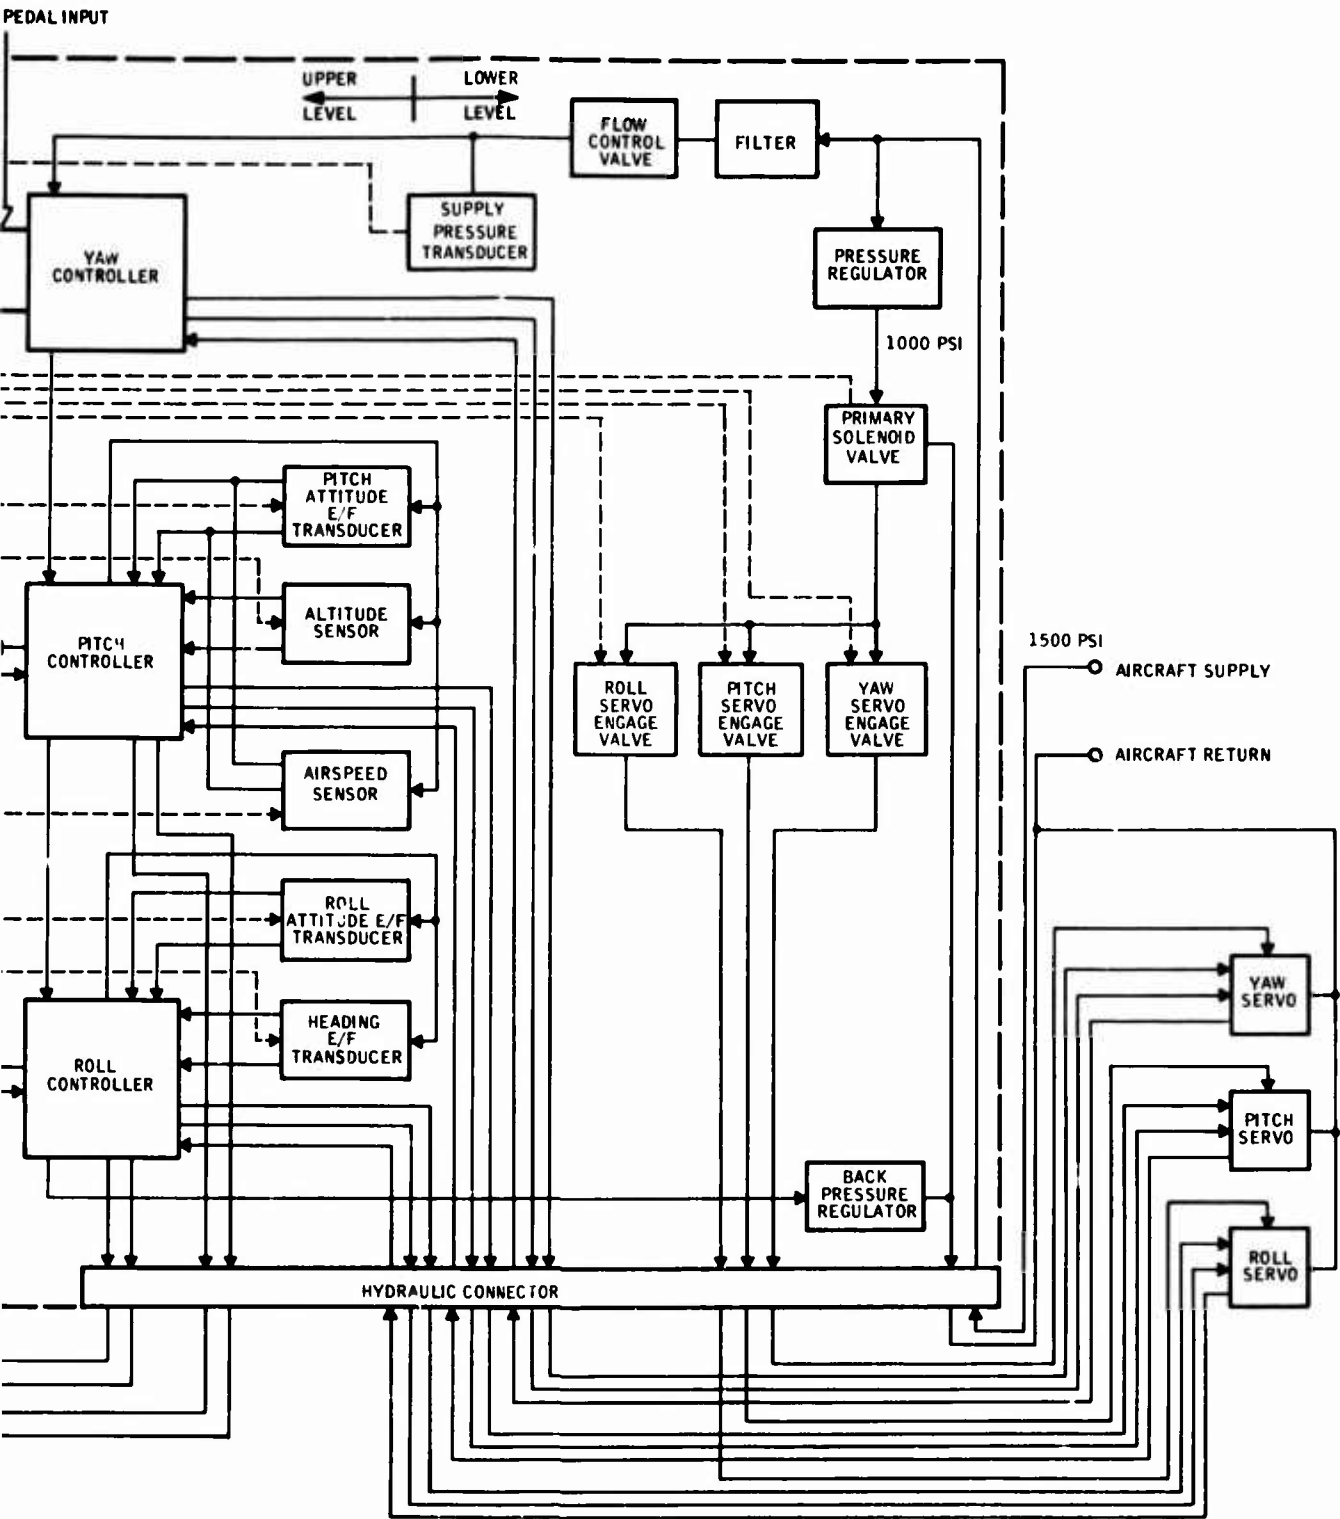 PEDAL INPUT
UPPER
LEVEL
LOWER
LEVEL
FLOW
CONTROL
VALVE
FILTER
SUPPLY
PRESSURE
TRANSDUCER
YAW
CONTROLLER
PRESSURE
REGULATOR
1000 PSI
PRIMARY
SOLENOID
VALVE
PITCH
ATTITUDE
E/F
TRANSDUCER
ALTITUDE
SENSOR
PITCH
CONTROLLER
ROLL
SERVO
ENGAGE
VALVE
PITCH
SERVO
ENGAGE
VALVE
YAW
SERVO
ENGAGE
VALVE
1500 PSI
AIRCRAFT SUPPLY
AIRCRAFT RETURN
AIRSPEED
SENSOR
ROLL
ATTITUDE E/F
TRANSDUCER
HEADING
E/F
TRANSDUCER
ROLL
CONTROLLER
YAW
SERVO
PITCH
SERVO
BACK
PRESSURE
REGULATOR
ROLL
SERVO
HYDRAULIC CONNECTOR